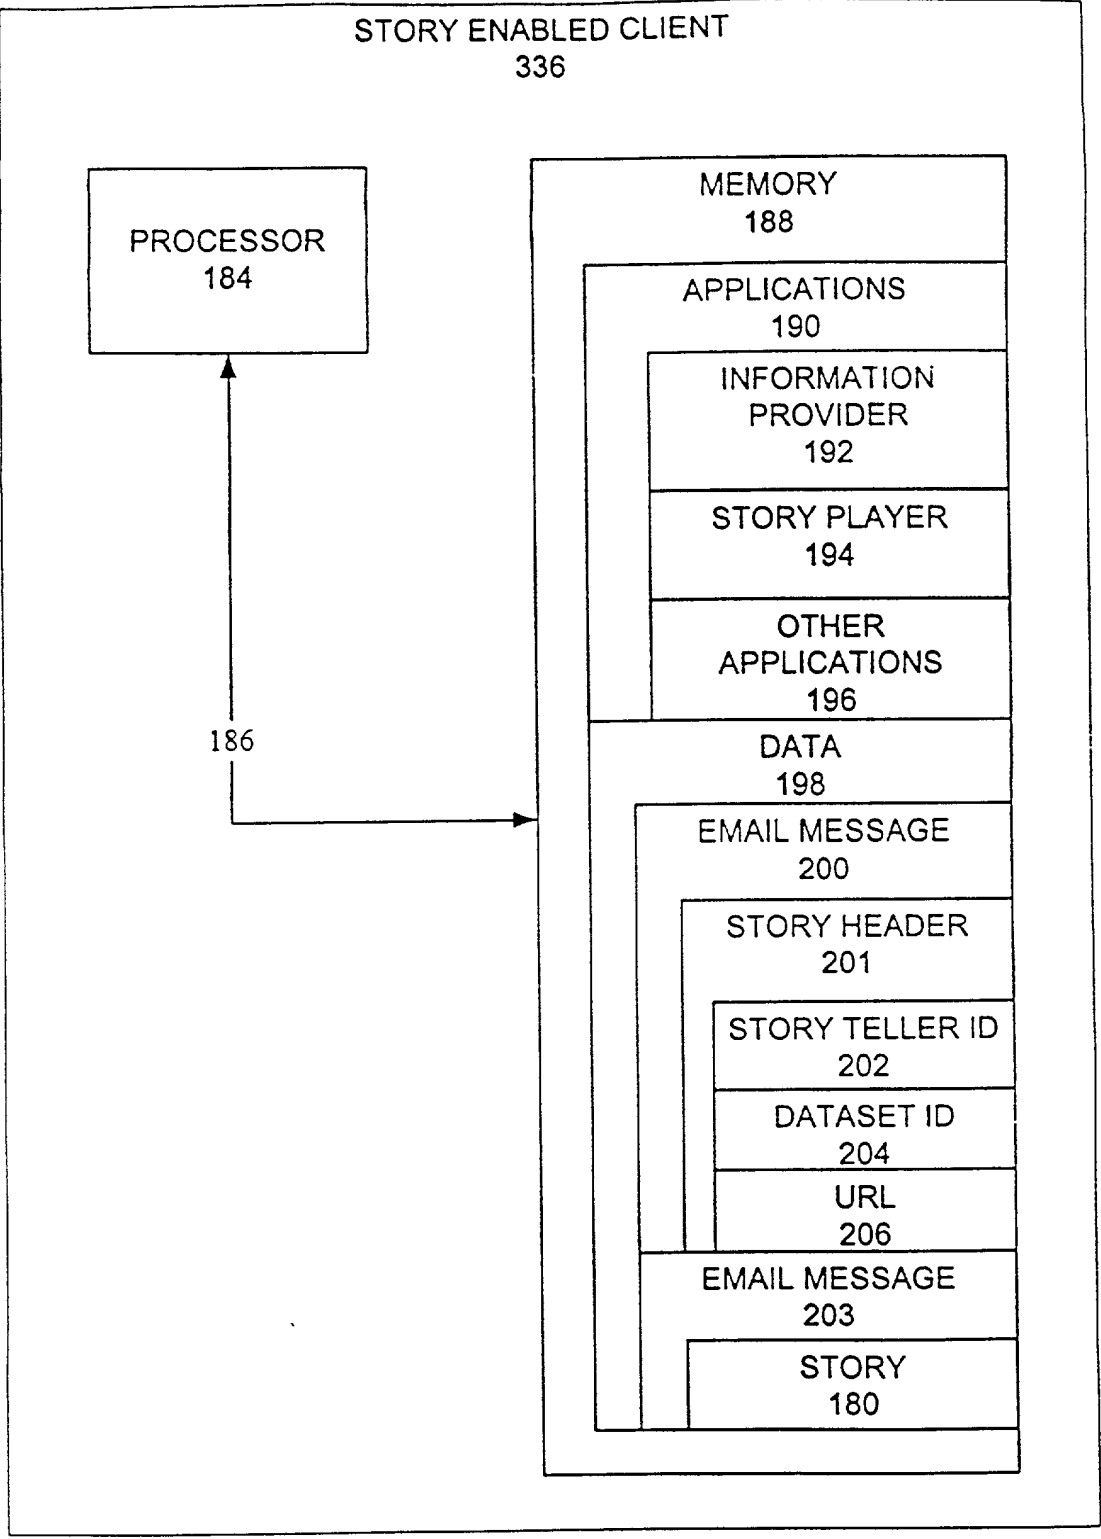 STORY ENABLED CLIENT
336
PROCESSOR
184
186
MEMORY
188
APPLICATIONS
190
INFORMATION
PROVIDER
192
STORY PLAYER
194
OTHER
APPLICATIONS
196
DATA
198
EMAIL MESSAGE
200
STORY HEADER
201
STORY TELLER ID
202
DATASET ID
204
URL
206
EMAIL MESSAGE
203
STORY
180